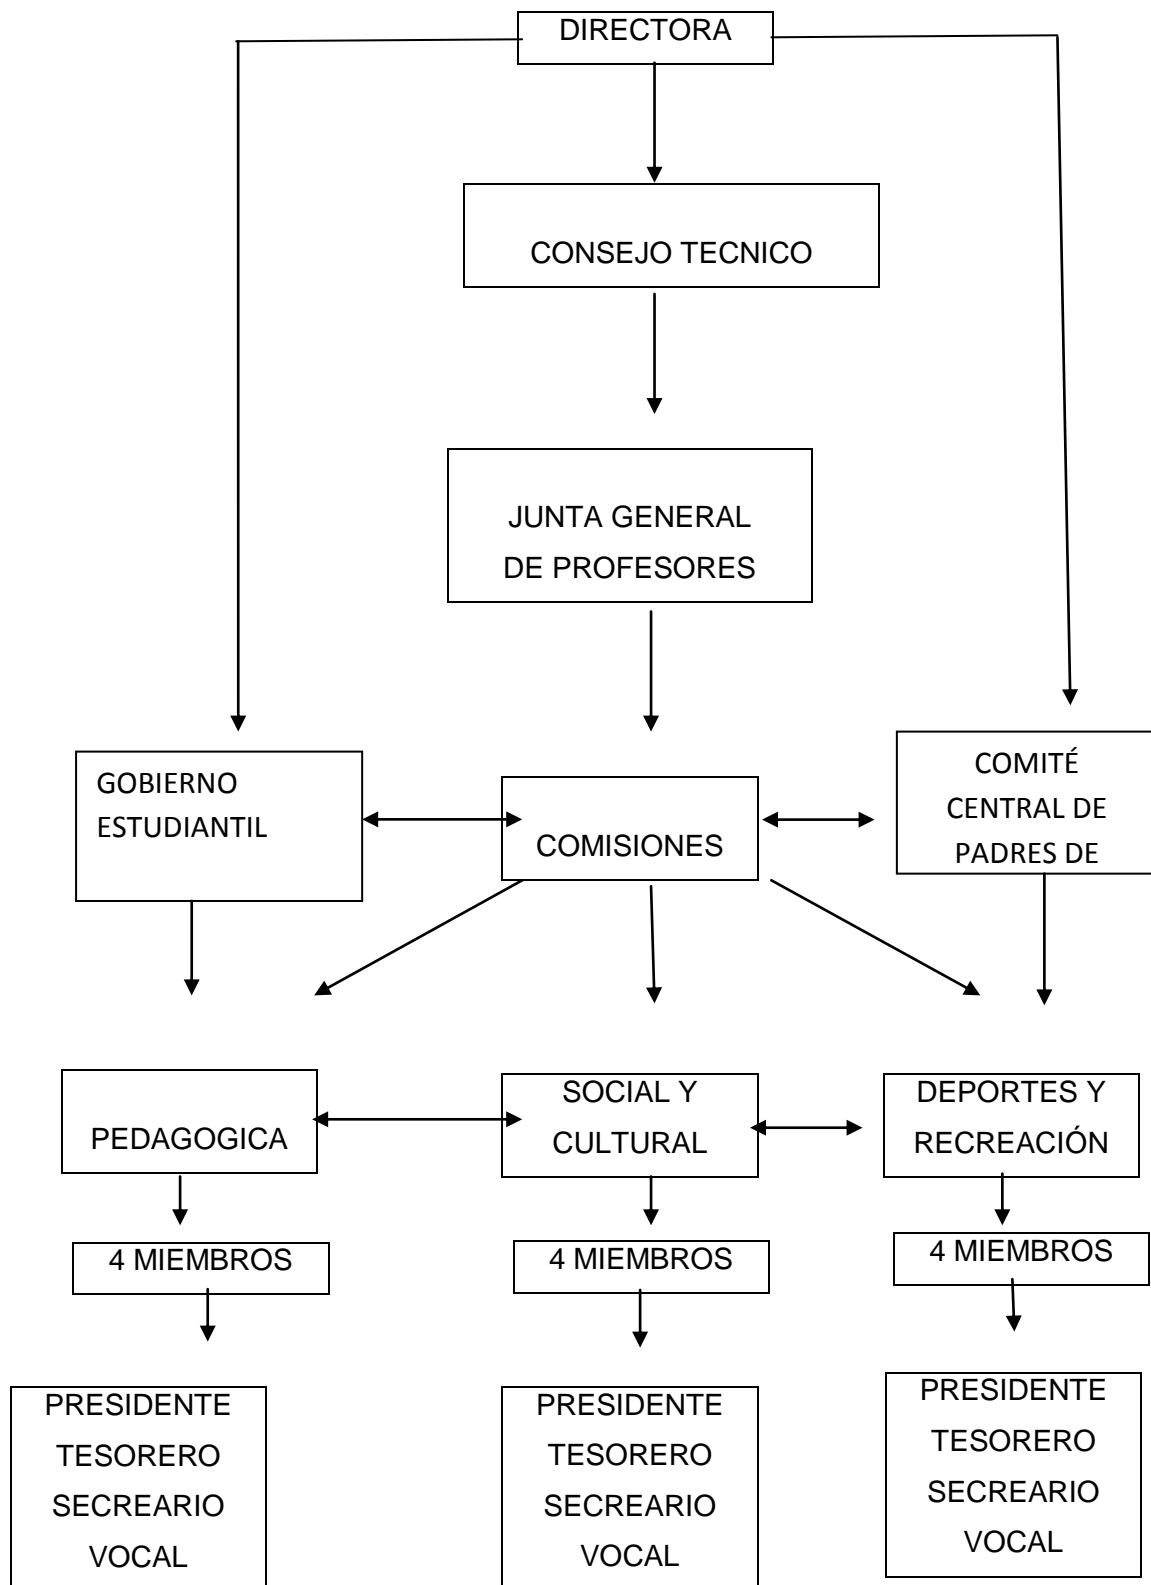 DIRECTORA
CONSEJO TECNICO
JUNTA GENERAL
DE PROFESORES
GOBIERNO
ESTUDIANTIL
COMISIONES
COMITÉ
CENTRAL DE
PADRES DE
PEDAGOGICA
SOCIAL Y
CULTURAL
DEPORTES Y
RECREACIÓN
4 MIEMBROS
4 MIEMBROS
4 MIEMBROS
PRESIDENTE
TESORERO
SECREARIO
VOCAL
PRESIDENTE
TESORERO
SECREARIO
VOCAL
PRESIDENTE
TESORERO
SECREARIO
VOCAL